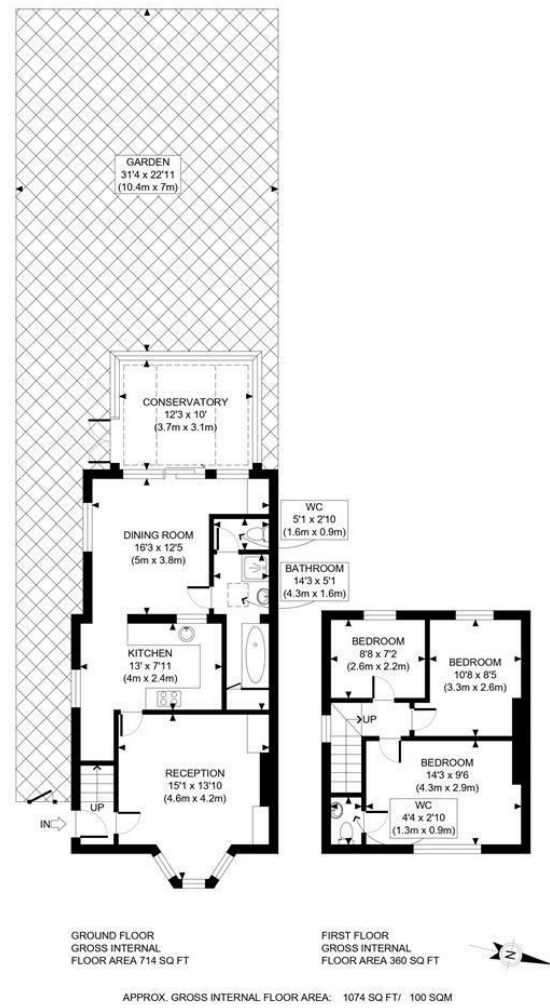 GARDEN
31'4 x 22'11
(10.4m x 7m)
CONSERVATORY
12'3 x 10'
(3.7m x 3.1m)
WC
5'1 x 2'10
(1.6m x 0.9m)
DINING ROOM
16'3 x 12'5
(5m x 3.8m)
BATHROOM
14'3 x 5'1
(4.3m x 1.6m)
KITCHEN
13' x 7'11
(4m x 2.4m)
BEDROOM
8'8 x 7'2
(2.6m x 2.2m)
BEDROOM
10'8 x 8'5
(3.3m x 2.6m)
UP
RECEPTION
15'1 x 13'10
(4.6m x 4.2m)
BEDROOM
14'3 x 9'6
(4.3m x 2.9m)
UP
IN
WC
4'4 x 2'10
(1.3m x 0.9m)
GROUND FLOOR
GROSS INTERNAL
FLOOR AREA 714 SQ FT
FIRST FLOOR
GROSS INTERNAL
FLOOR AREA 360 SQ FT
N
APPROX. GROSS INTERNAL FLOOR AREA: 1074 SQ FT/ 100 SQM